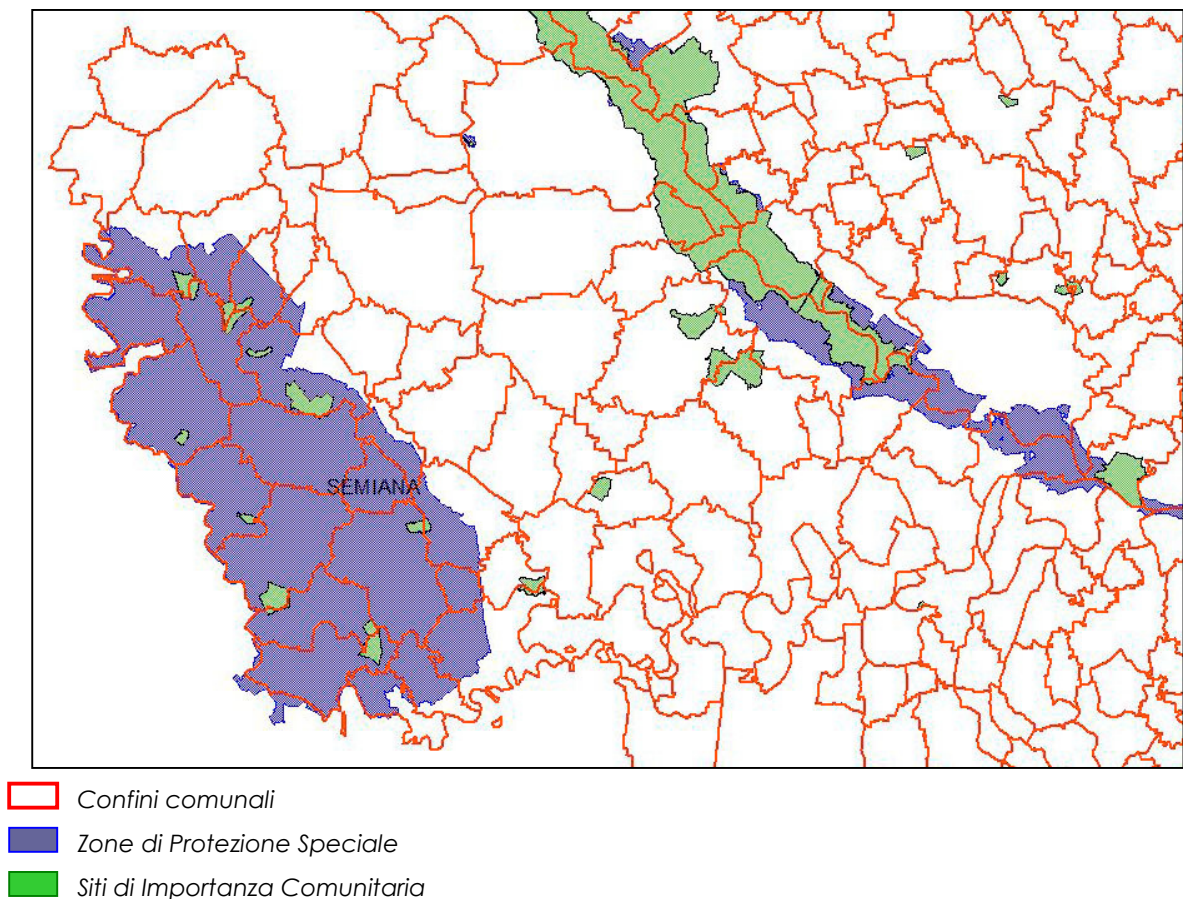 SEMIANA
Confini comunali
Zone di Protezione Speciale
Siti di Importanza Comunitaria